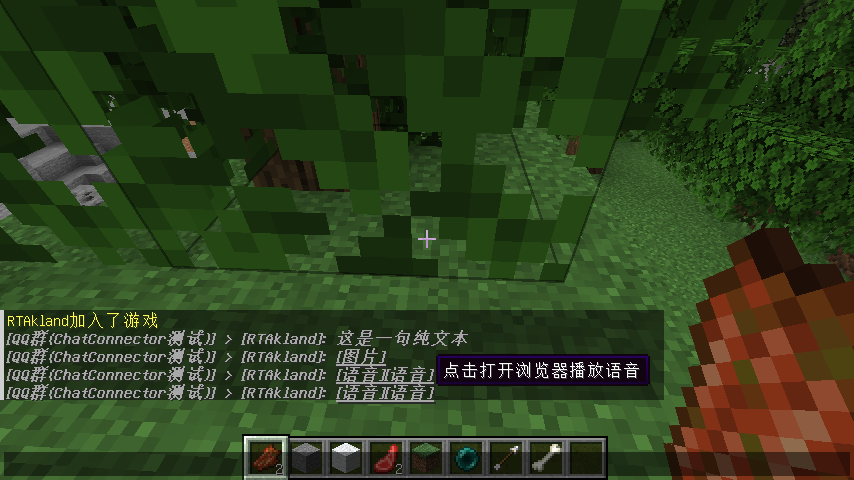 RTAkland加入了游戏
[QQ群(ChatConnector测试)] > [RTAkland]: 这是一句纯文本
[QQ群(ChatConnector测试)] > [RTAkland]: [图片]
[QQ群(ChatConnector测试)] > [RTAkland]: [语音][语音]
点击打开浏览器播放语音
[QQ群(ChatConnector测试)] > [RTAkland]: [语音][语音]
2
2